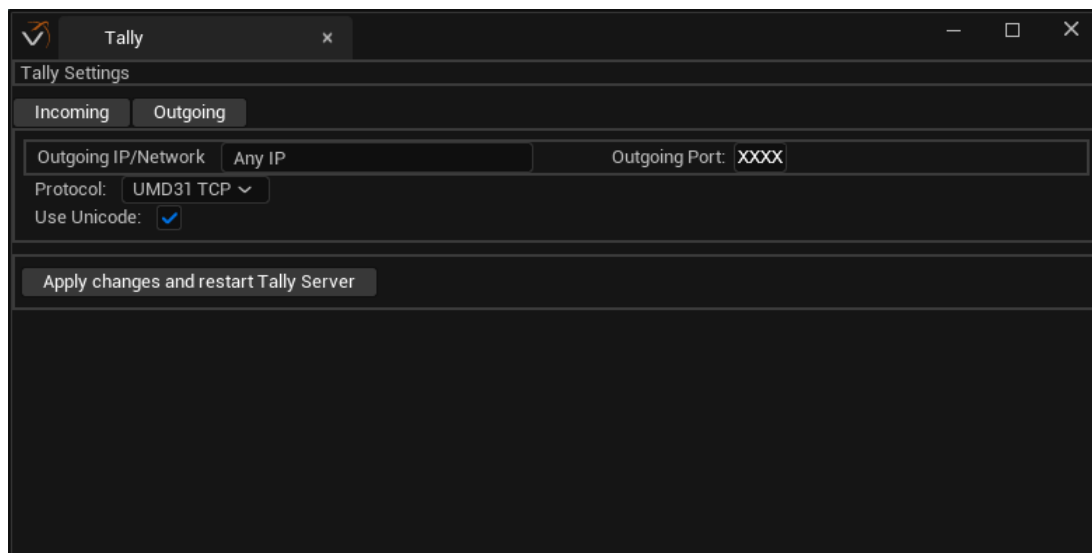 Tally
Tally Settings
Incoming Outgoing
Outgoing IP/Network Any IP Outgoing Port: XXXX
Protocol: UMD31 TCP
Use Unicode:
Apply changes and restart Tally Server